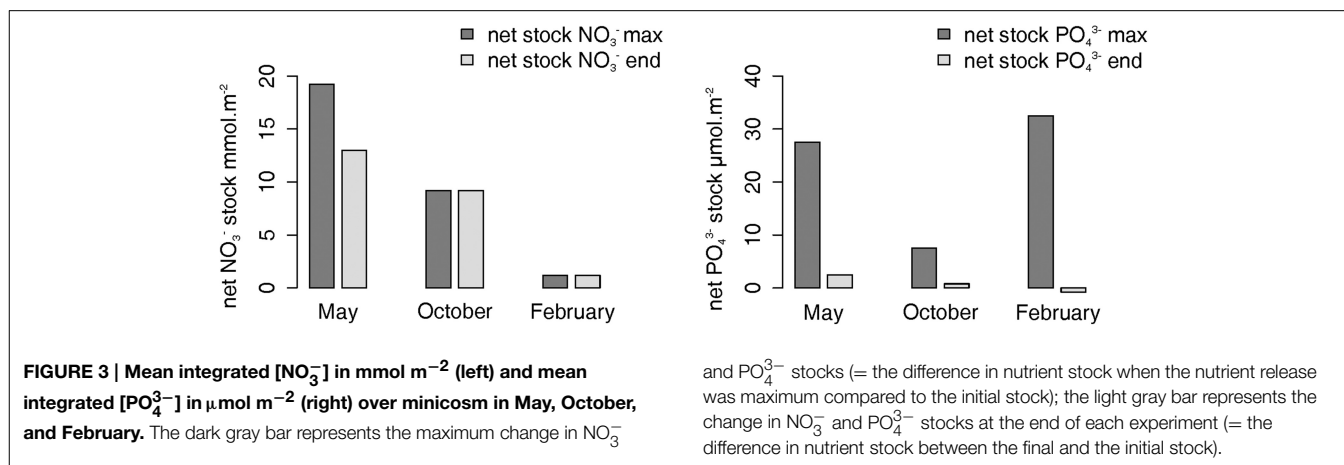 net stock NO₃⁻ max
net stock NO₃⁻ end
net NO₃⁻ stock mmol.m⁻²
20
15
10
5
0
May October February
net stock PO₄³⁻ max
net stock PO₄³⁻ end
net PO₄³⁻ stock µmol.m⁻²
40
30
20
10
0
May October February
FIGURE 3 | Mean integrated [NO₃⁻] in mmol m⁻² (left) and mean
integrated [PO₄³⁻] in µmol m⁻² (right) over minicosm in May, October,
and February. The dark gray bar represents the maximum change in NO₃⁻
and PO₄³⁻ stocks (= the difference in nutrient stock when the nutrient release
was maximum compared to the initial stock); the light gray bar represents the
change in NO₃⁻ and PO₄³⁻ stocks at the end of each experiment (= the
difference in nutrient stock between the final and the initial stock).